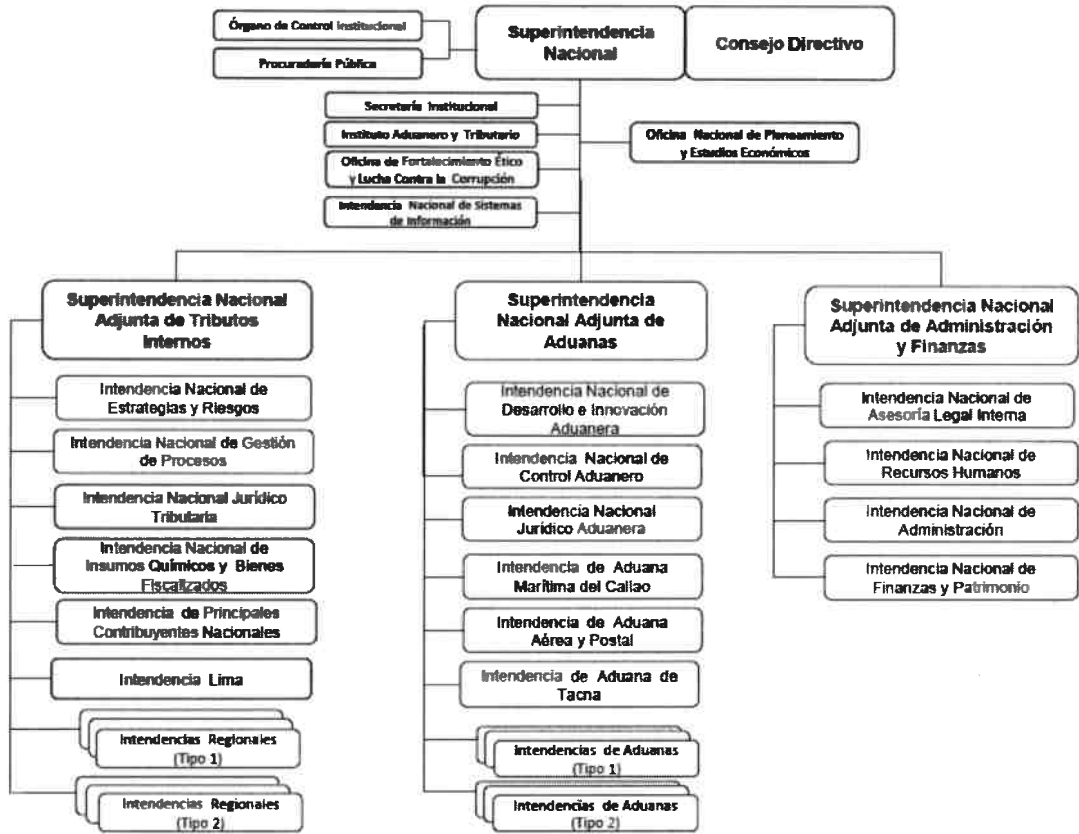 Órgano de Control Institucional
Procuraduría Pública
Superintendencia
Nacional
Consejo Directivo
Secretaría Institucional
Instituto Aduanero y Tributario
Oficina de Fortalecimiento Ético
y Lucha Contra la Corrupción
Intendencia Nacional de Sistemas
de Información
Oficina Nacional de Planeamiento
y Estudios Económicos
Superintendencia Nacional
Adjunta de Tributos
Internos
Intendencia Nacional de
Estrategias y Riesgos
Intendencia Nacional de Gestión
de Procesos
Intendencia Nacional Jurídico
Tributaria
Intendencia Nacional de
Insumos Químicos y Bienes
Fiscalizados
Intendencia de Principales
Contribuyentes Nacionales
Intendencia Lima
Intendencias Regionales
(Tipo 1)
Intendencias Regionales
(Tipo 2)
Superintendencia
Nacional Adjunta de
Aduanas
Intendencia Nacional de
Desarrollo e Innovación
Aduanera
Intendencia Nacional de
Control Aduanero
Intendencia Nacional
Jurídico Aduanera
Intendencia de Aduana
Marítima del Callao
Intendencia de Aduana
Aérea y Postal
Intendencia de Aduana de
Tacna
Intendencias de Aduanas
(Tipo 1)
Intendencias de Aduanas
(Tipo 2)
Superintendencia Nacional
Adjunta de Administración
y Finanzas
Intendencia Nacional de
Asesoría Legal Interna
Intendencia Nacional de
Recursos Humanos
Intendencia Nacional de
Administración
Intendencia Nacional de
Finanzas y Patrimonio